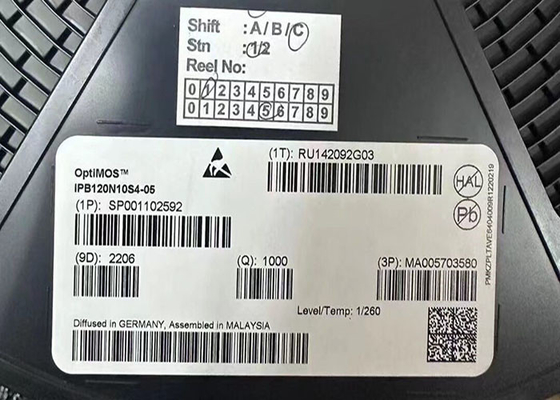 Shift :A/B/C
Stn :1/2
Reel No:
0 1 2 3 4 5 6 7 8 9
0 1 2 3 4 5 6 7 8 9
OptiMOS™
IPB120N10S4-05
(1P): SP001102592
(1T): RU142092G03
HAL
Pb
(9D): 2206
(Q): 1000
(3P): MA005703580
Level/Temp: 1/260
Diffused in GERMANY, Assembled in MALAYSIA